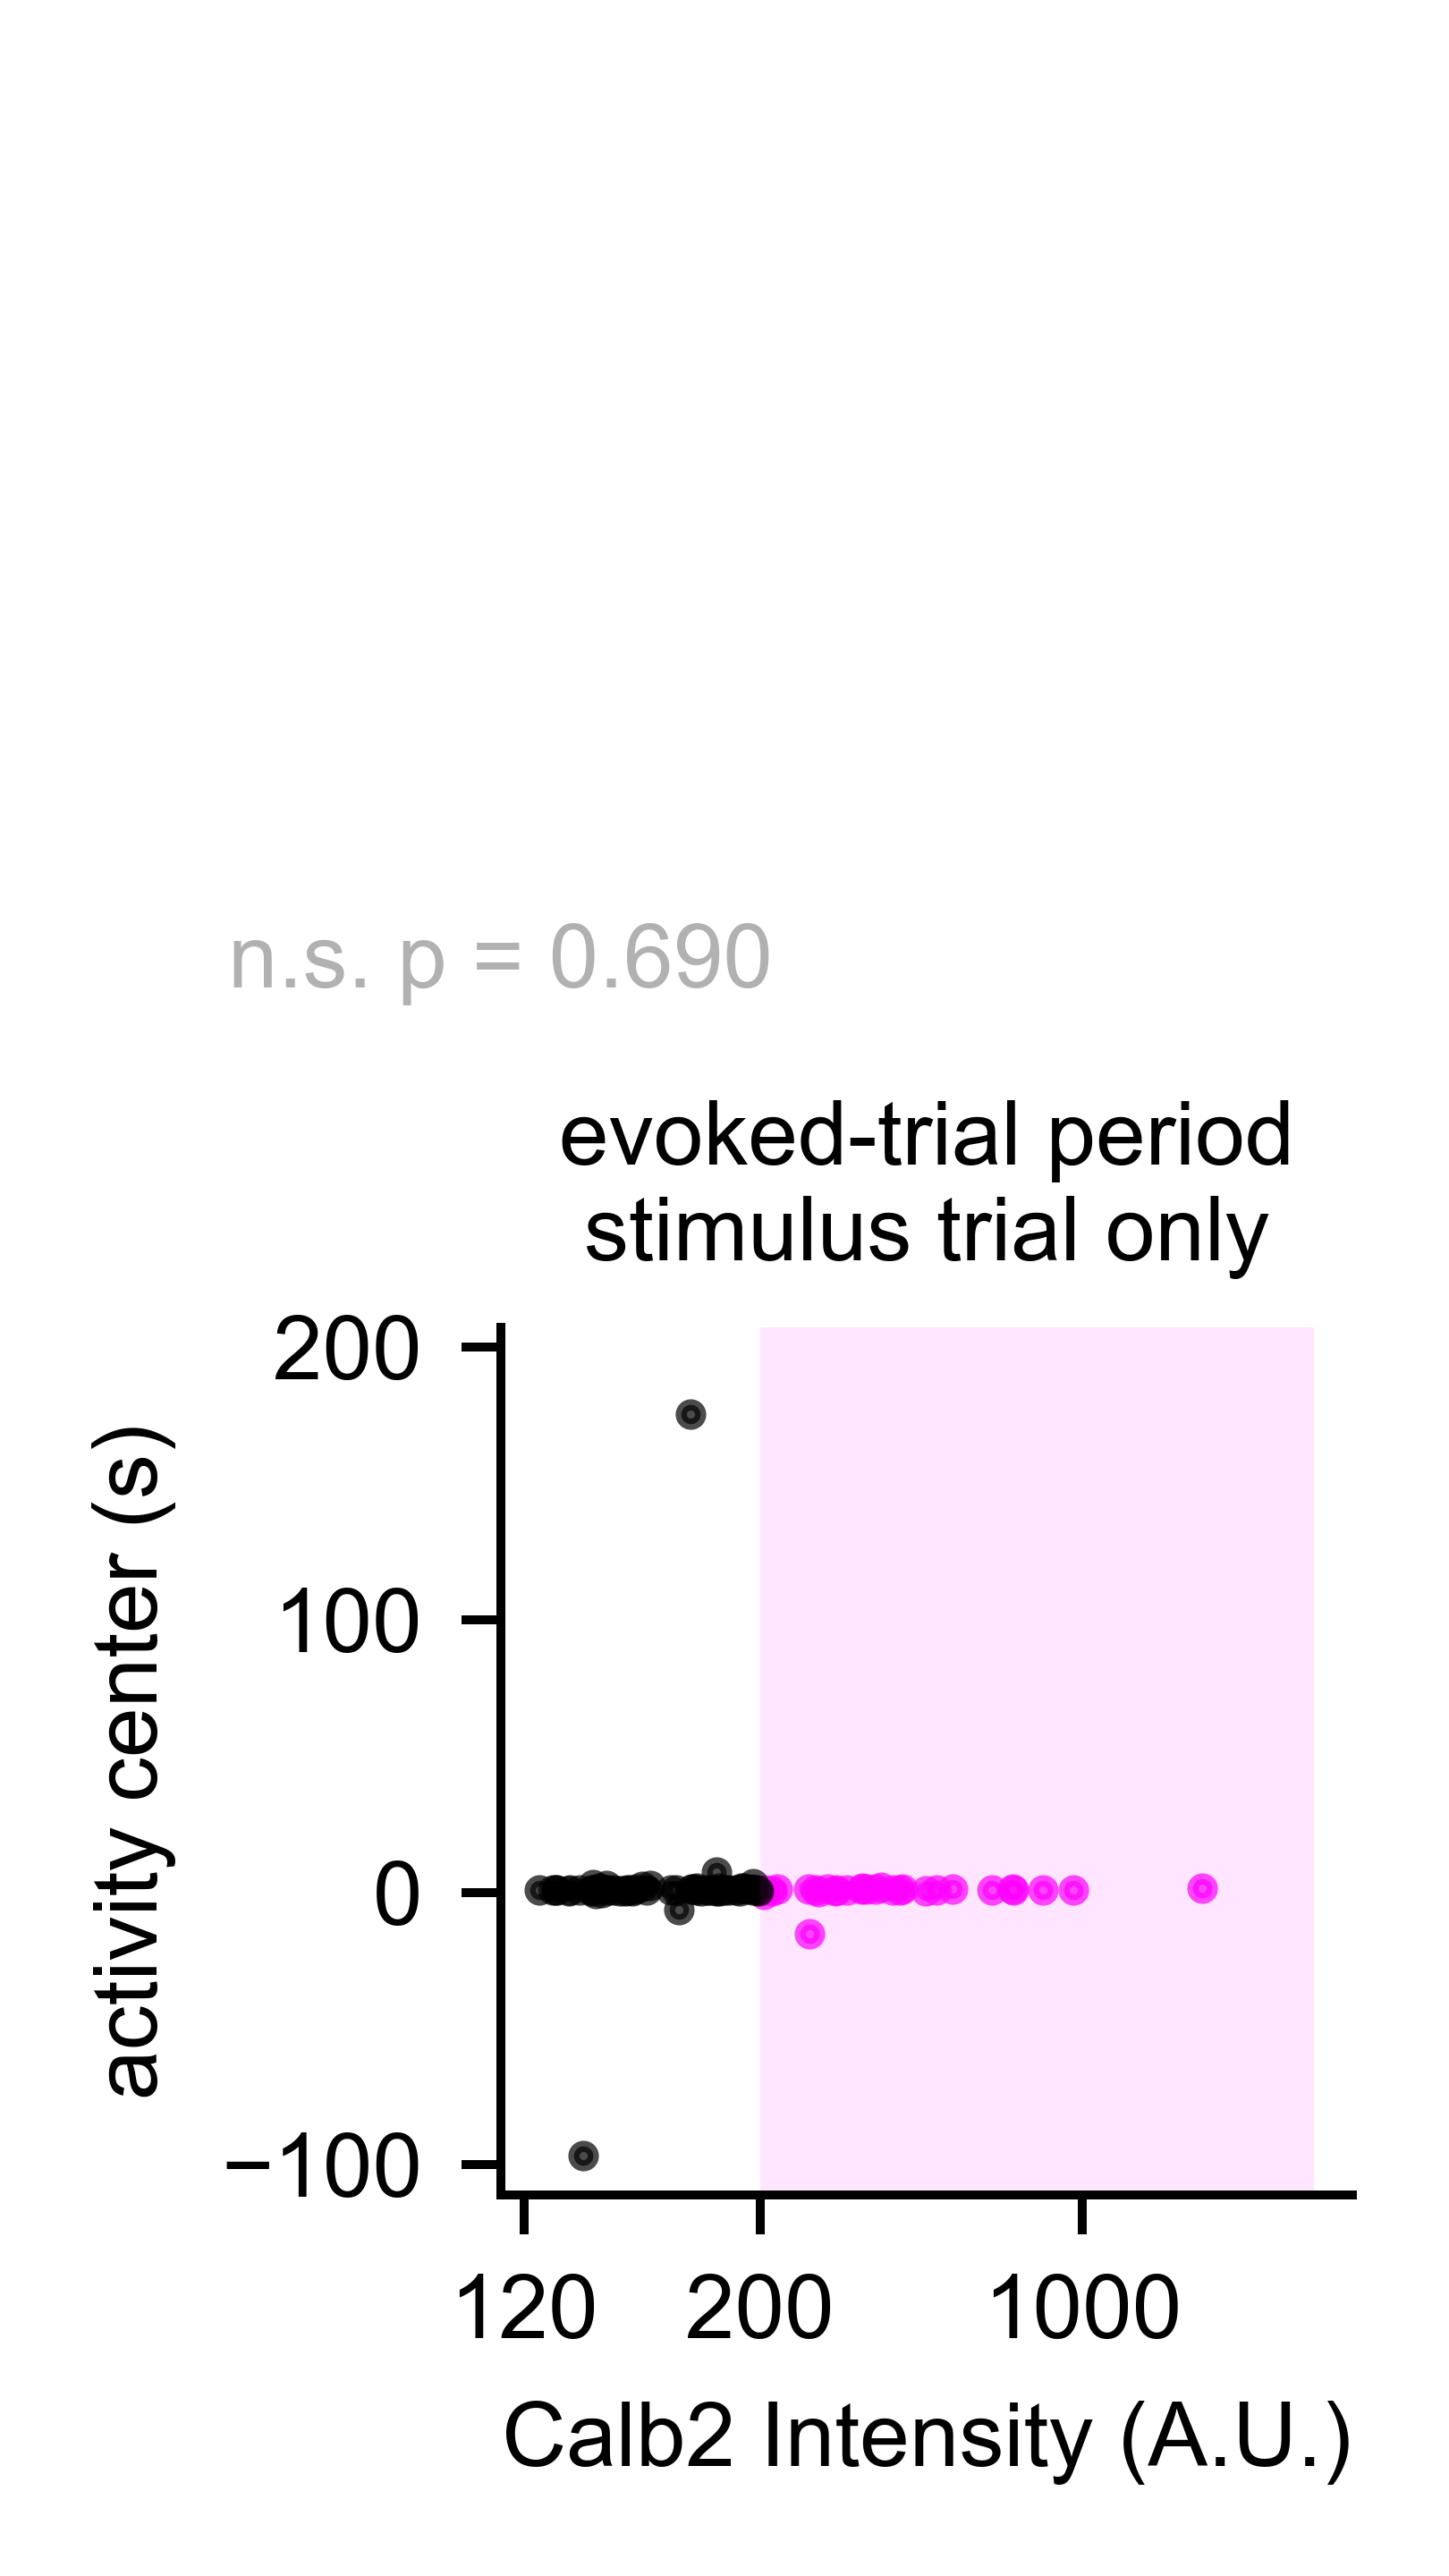 n.s. p = 0.690
evoked-trial period
stimulus trial only
200
100
0
−100
activity center (s)
120 200 1000
Calb2 Intensity (A.U.)